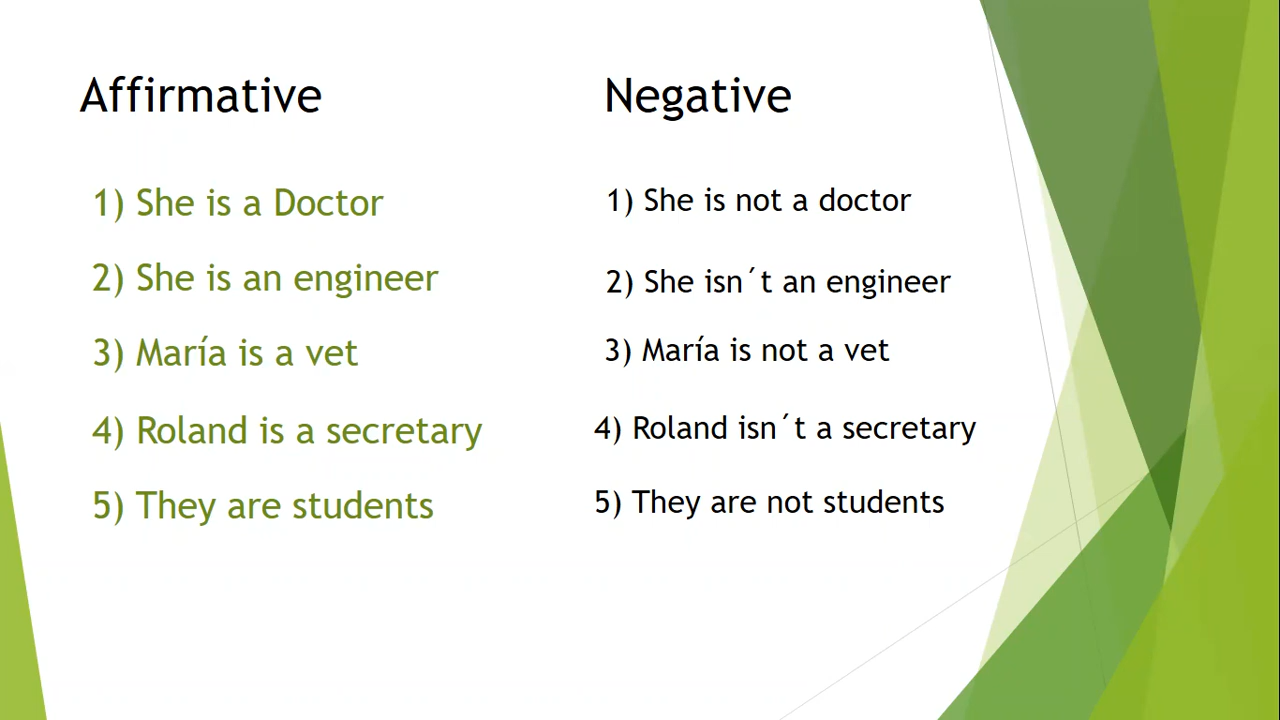 Affirmative
1) She is a Doctor
2) She is an engineer
3) María is a vet
4) Roland is a secretary
5) They are students
Negative
1) She is not a doctor
2) She isn´t an engineer
3) María is not a vet
4) Roland isn´t a secretary
5) They are not students